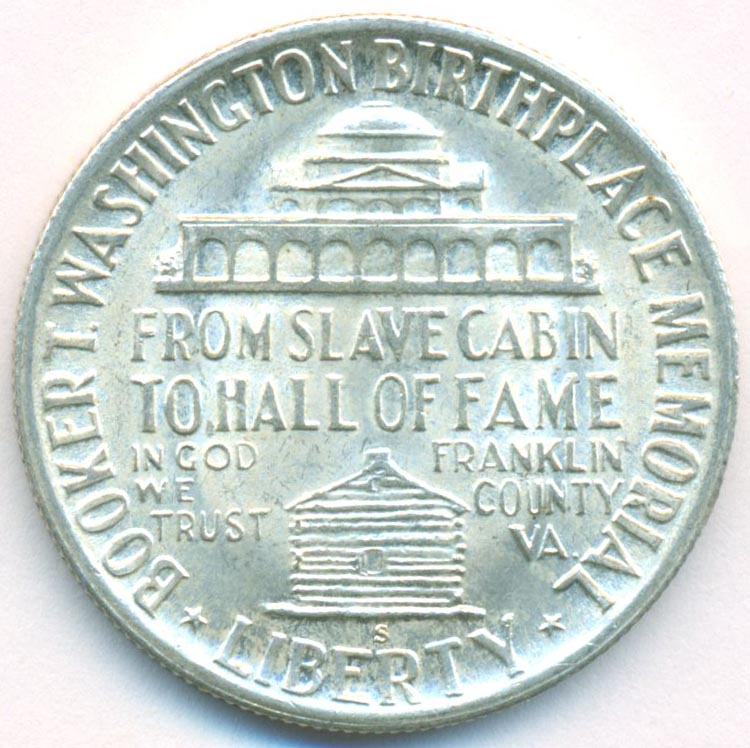 BOOKER T. WASHINGTON BIRTHPLACE MEMORIAL
FROM SLAVE CABIN
TO HALL OF FAME
IN GOD
WE
TRUST
FRANKLIN
COUNTY
VA.
S
LIBERTY